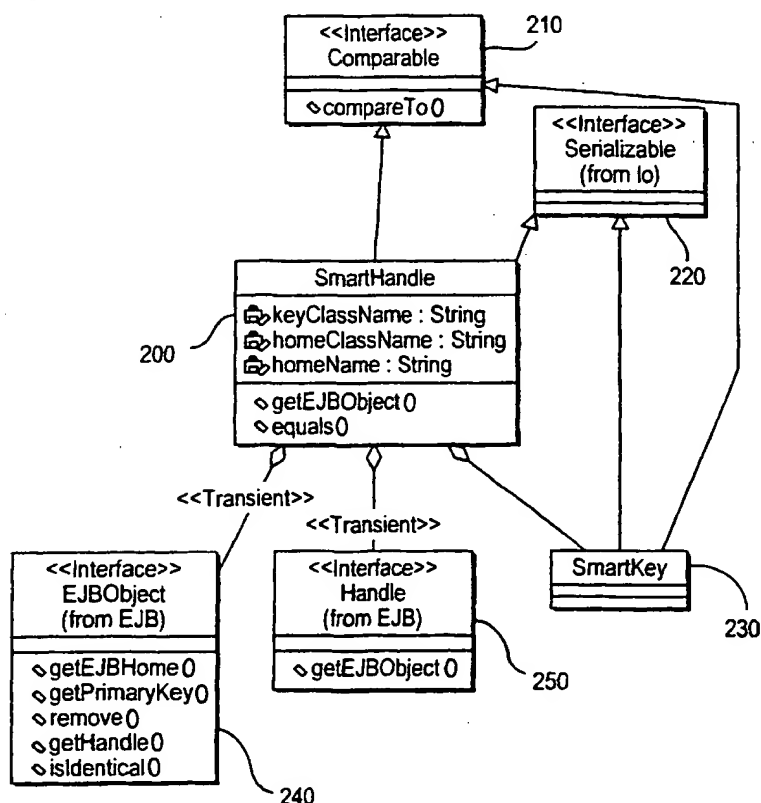 <<Interface>>
Comparable
compareTo()
210
<<Interface>>
Serializable
(from Io)
220
SmartHandle
keyClassName : String
homeClassName : String
homeName : String
getEJBObject()
equals()
200
<<Transient>>
<<Transient>>
<<Interface>>
EJBObject
(from EJB)
getEJBHome()
getPrimaryKey()
remove()
getHandle()
isIdentical()
240
<<Interface>>
Handle
(from EJB)
getEJBObject()
250
SmartKey
230